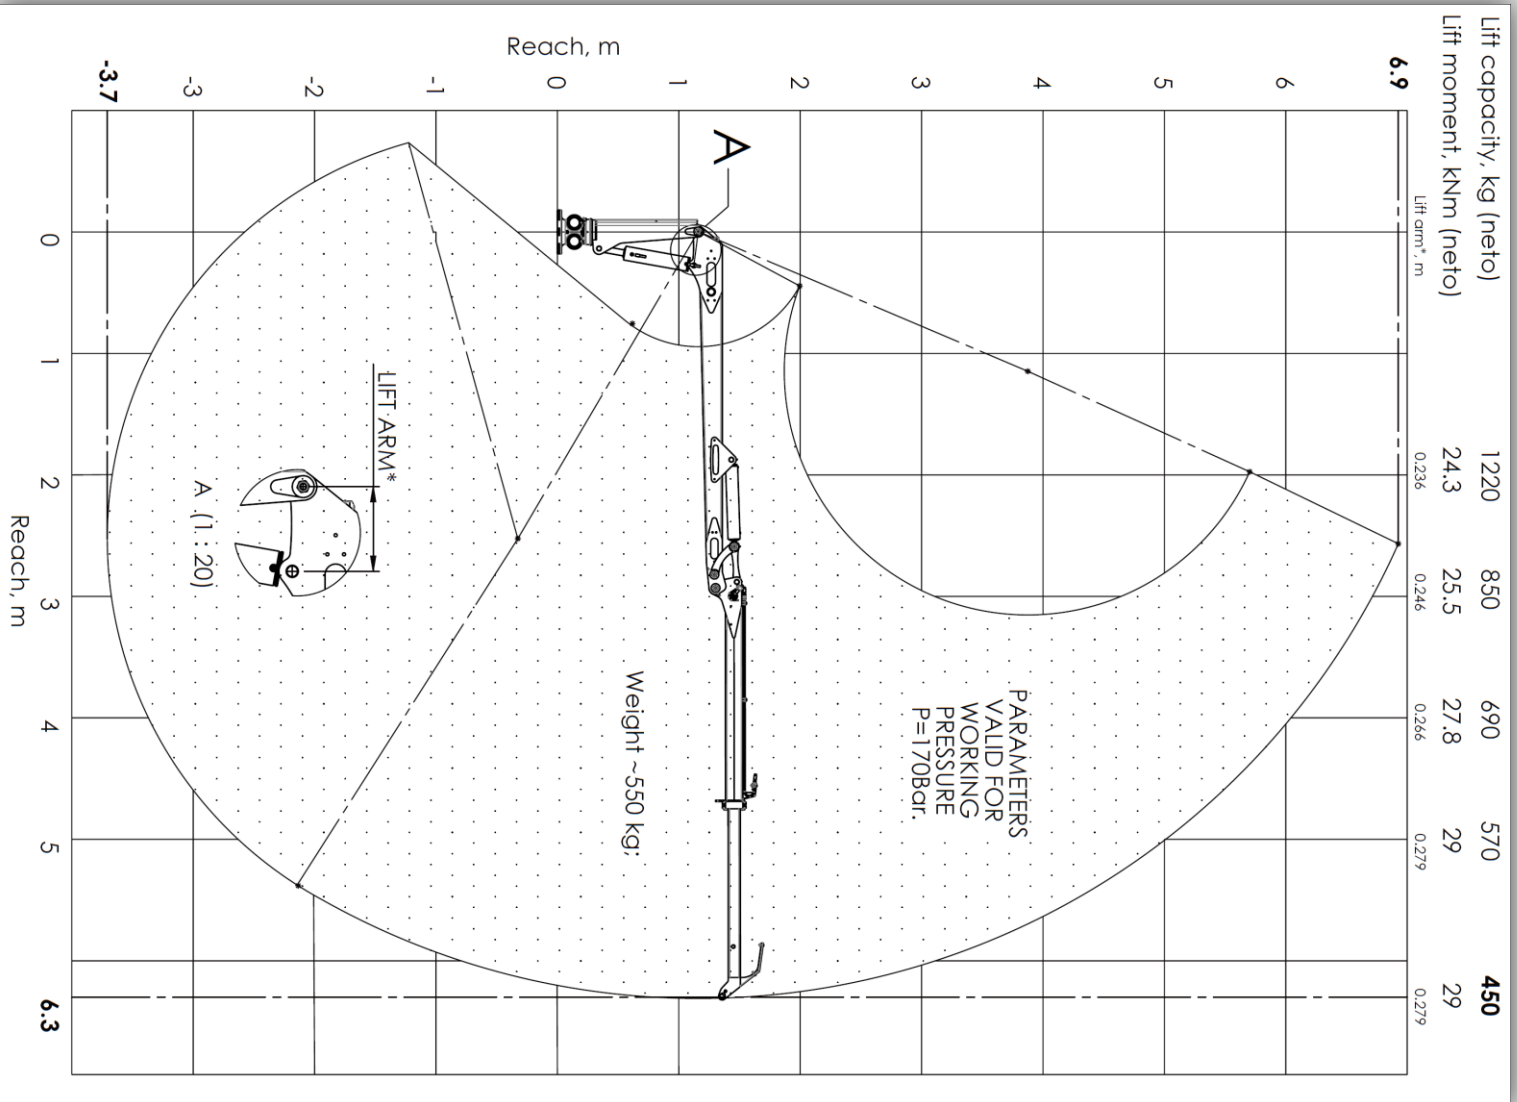 Lift capacity, kg (neto) 1220 850 690 570 450
Lift moment, kNm (neto) 24.3 25.5 27.8 29 29
Lift arm*, m 0.236 0.246 0.266 0.279 0.279
6.9
6
5
4
3
2
1
0
-1
-2
-3
-3.7
Reach, m
A
PARAMETERS
VALID FOR
WORKING
PRESSURE
P=170Bar.
Weight ~550 kg;
LIFT ARM*
A (1 : 20)
0 1 2 3 4 5 6.3
Reach, m